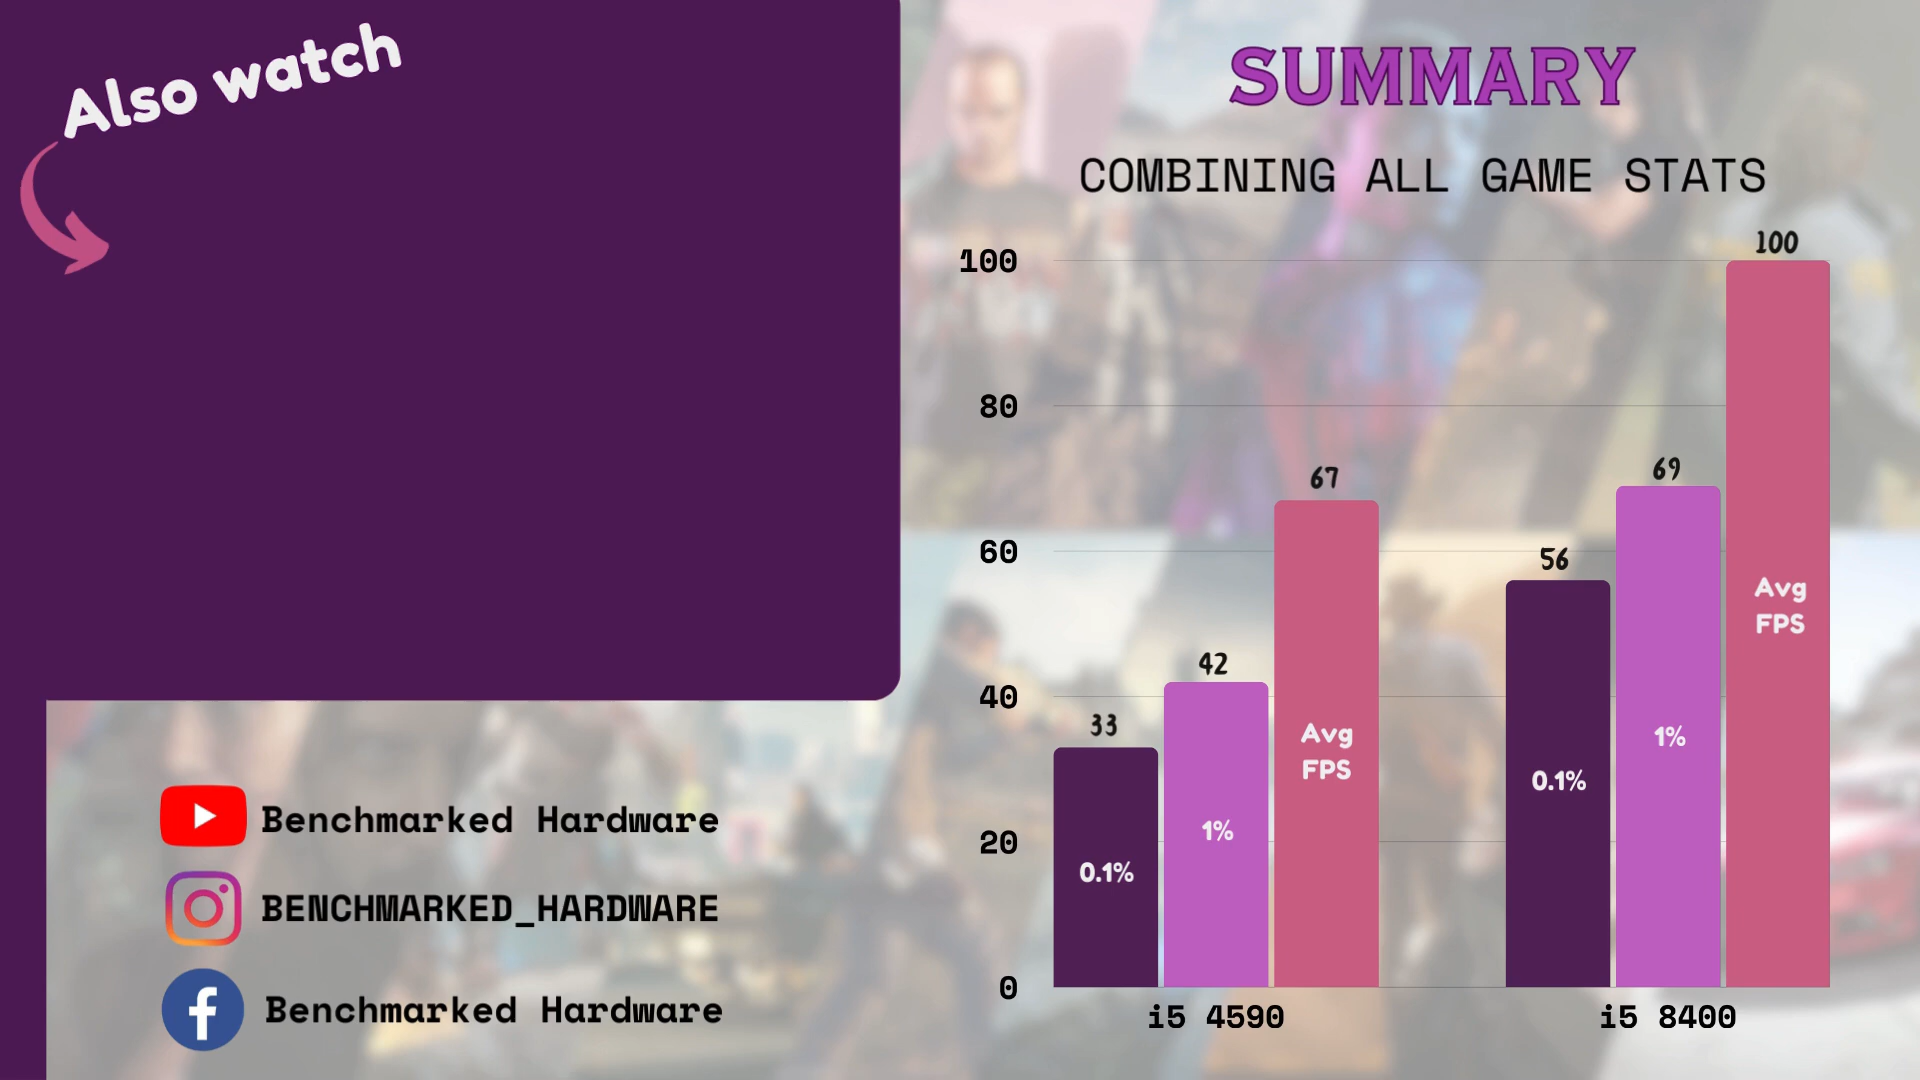 Also watch
SUMMARY
COMBINING ALL GAME STATS
100
80
60
40
20
0
33
42
67
56
69
100
0.1%
1%
Avg
FPS
0.1%
1%
Avg
FPS
i5 4590
i5 8400
Benchmarked Hardware
BENCHMARKED_HARDWARE
Benchmarked Hardware